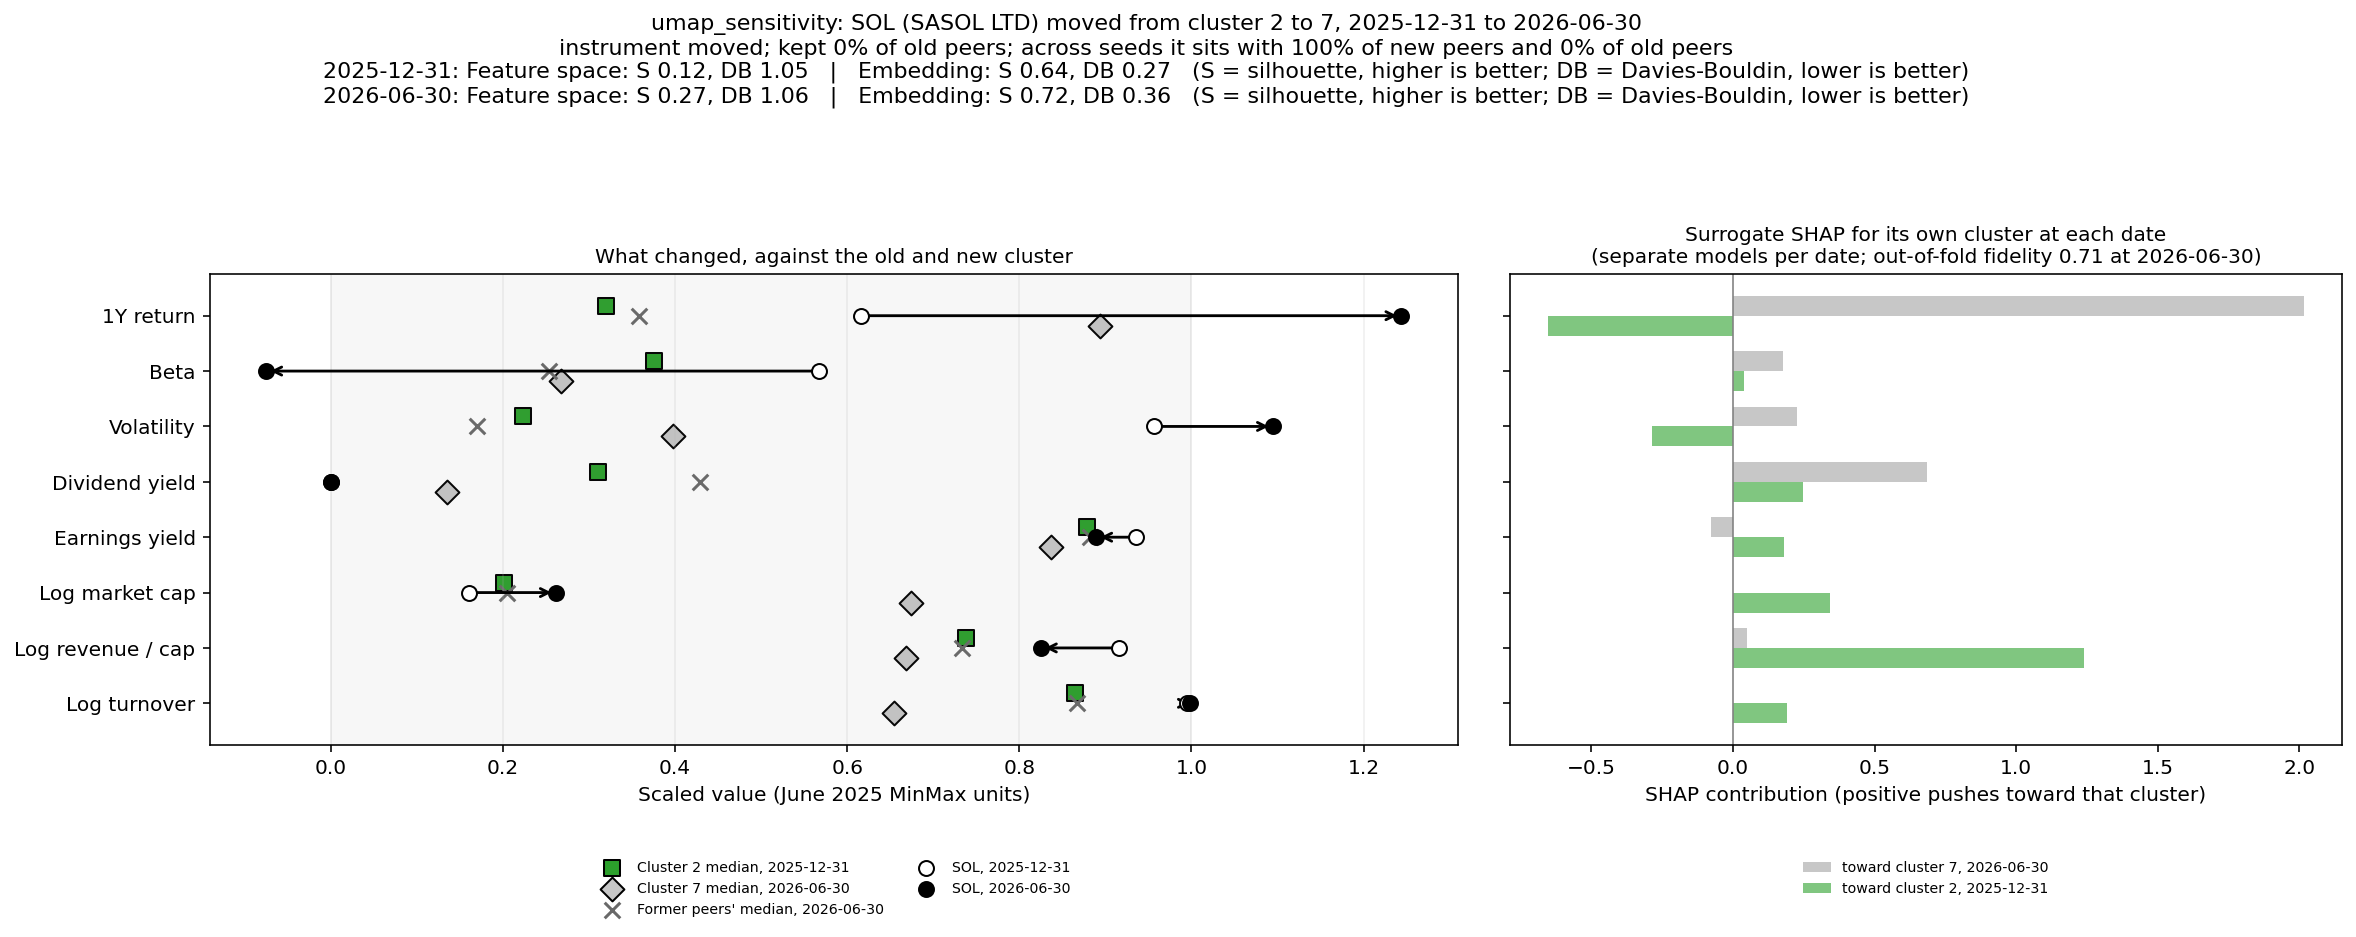 umap_sensitivity: SOL (SASOL LTD) moved from cluster 2 to 7, 2025-12-31 to 2026-06-30
instrument moved; kept 0% of old peers; across seeds it sits with 100% of new peers and 0% of old peers
2025-12-31: Feature space: S 0.12, DB 1.05 | Embedding: S 0.64, DB 0.27 (S = silhouette, higher is better; DB = Davies-Bouldin, lower is better)
2026-06-30: Feature space: S 0.27, DB 1.06 | Embedding: S 0.72, DB 0.36 (S = silhouette, higher is better; DB = Davies-Bouldin, lower is better)
What changed, against the old and new cluster
1Y return
Beta
Volatility
Dividend yield
Earnings yield
Log market cap
Log revenue / cap
Log turnover
0.0 0.2 0.4 0.6 0.8 1.0 1.2
Scaled value (June 2025 MinMax units)
Cluster 2 median, 2025-12-31
Cluster 7 median, 2026-06-30
Former peers' median, 2026-06-30
SOL, 2025-12-31
SOL, 2026-06-30
Surrogate SHAP for its own cluster at each date
(separate models per date; out-of-fold fidelity 0.71 at 2026-06-30)
−0.5 0.0 0.5 1.0 1.5 2.0
SHAP contribution (positive pushes toward that cluster)
toward cluster 7, 2026-06-30
toward cluster 2, 2025-12-31